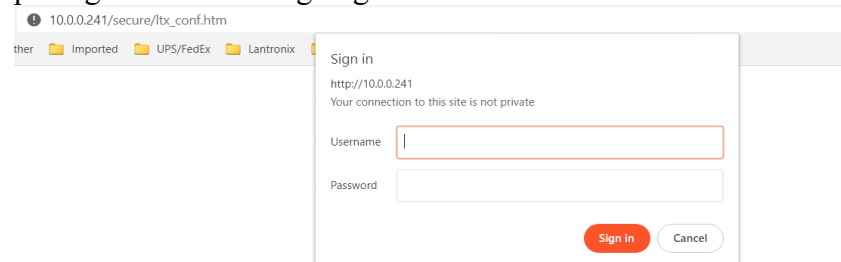 10.0.0.241/secure/ltx_conf.htm
ther Imported UPS/FedEx Lantronix
Sign in
http://10.0.0.241
Your connection to this site is not private
Username
Password
Sign in Cancel